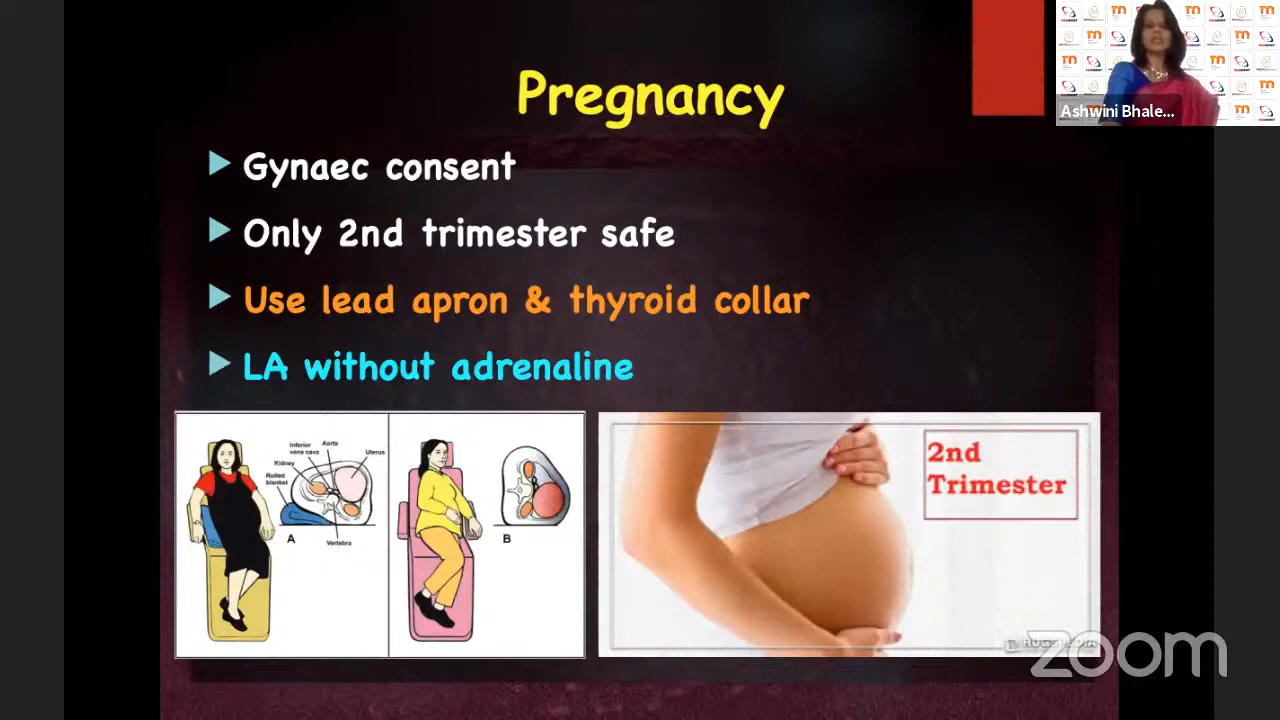 Pregnancy
Ashwini Bhale...
Gynaec consent
Only 2nd trimester safe
Use lead apron & thyroid collar
LA without adrenaline
Inferior
vena cava
Aorta
Uterus
Kidney
Rolled
blanket
Vertebra
A
B
2nd
Trimester
zoom